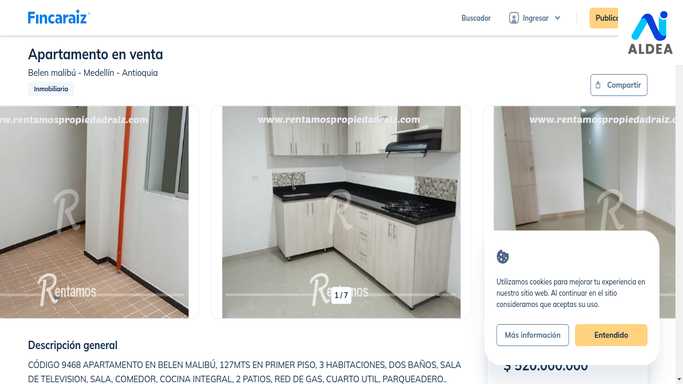 Fincaraiz
Buscador
Ingresar
Publica
ALDEA
Apartamento en venta
Belen malibú - Medellín - Antioquia
Inmobiliario
Compartir
www.rentamospropiedadraiz.com
www.rentamospropiedadraiz.com
www.rentamospropiedadraiz.com
Rentamos
Rentamos
1 / 7
Utilizamos cookies para mejorar tu experiencia en
nuestro sitio web. Al continuar en el sitio
consideramos que aceptas su uso.
Más información
Entendido
$ 520.000.000
Descripción general
CÓDIGO 9468 APARTAMENTO EN BELEN MALIBÚ, 127MTS EN PRIMER PISO, 3 HABITACIONES, DOS BAÑOS, SALA
DE TELEVISION, SALA, COMEDOR, COCINA INTEGRAL, 2 PATIOS, RED DE GAS, CUARTO UTIL, PARQUEADERO..